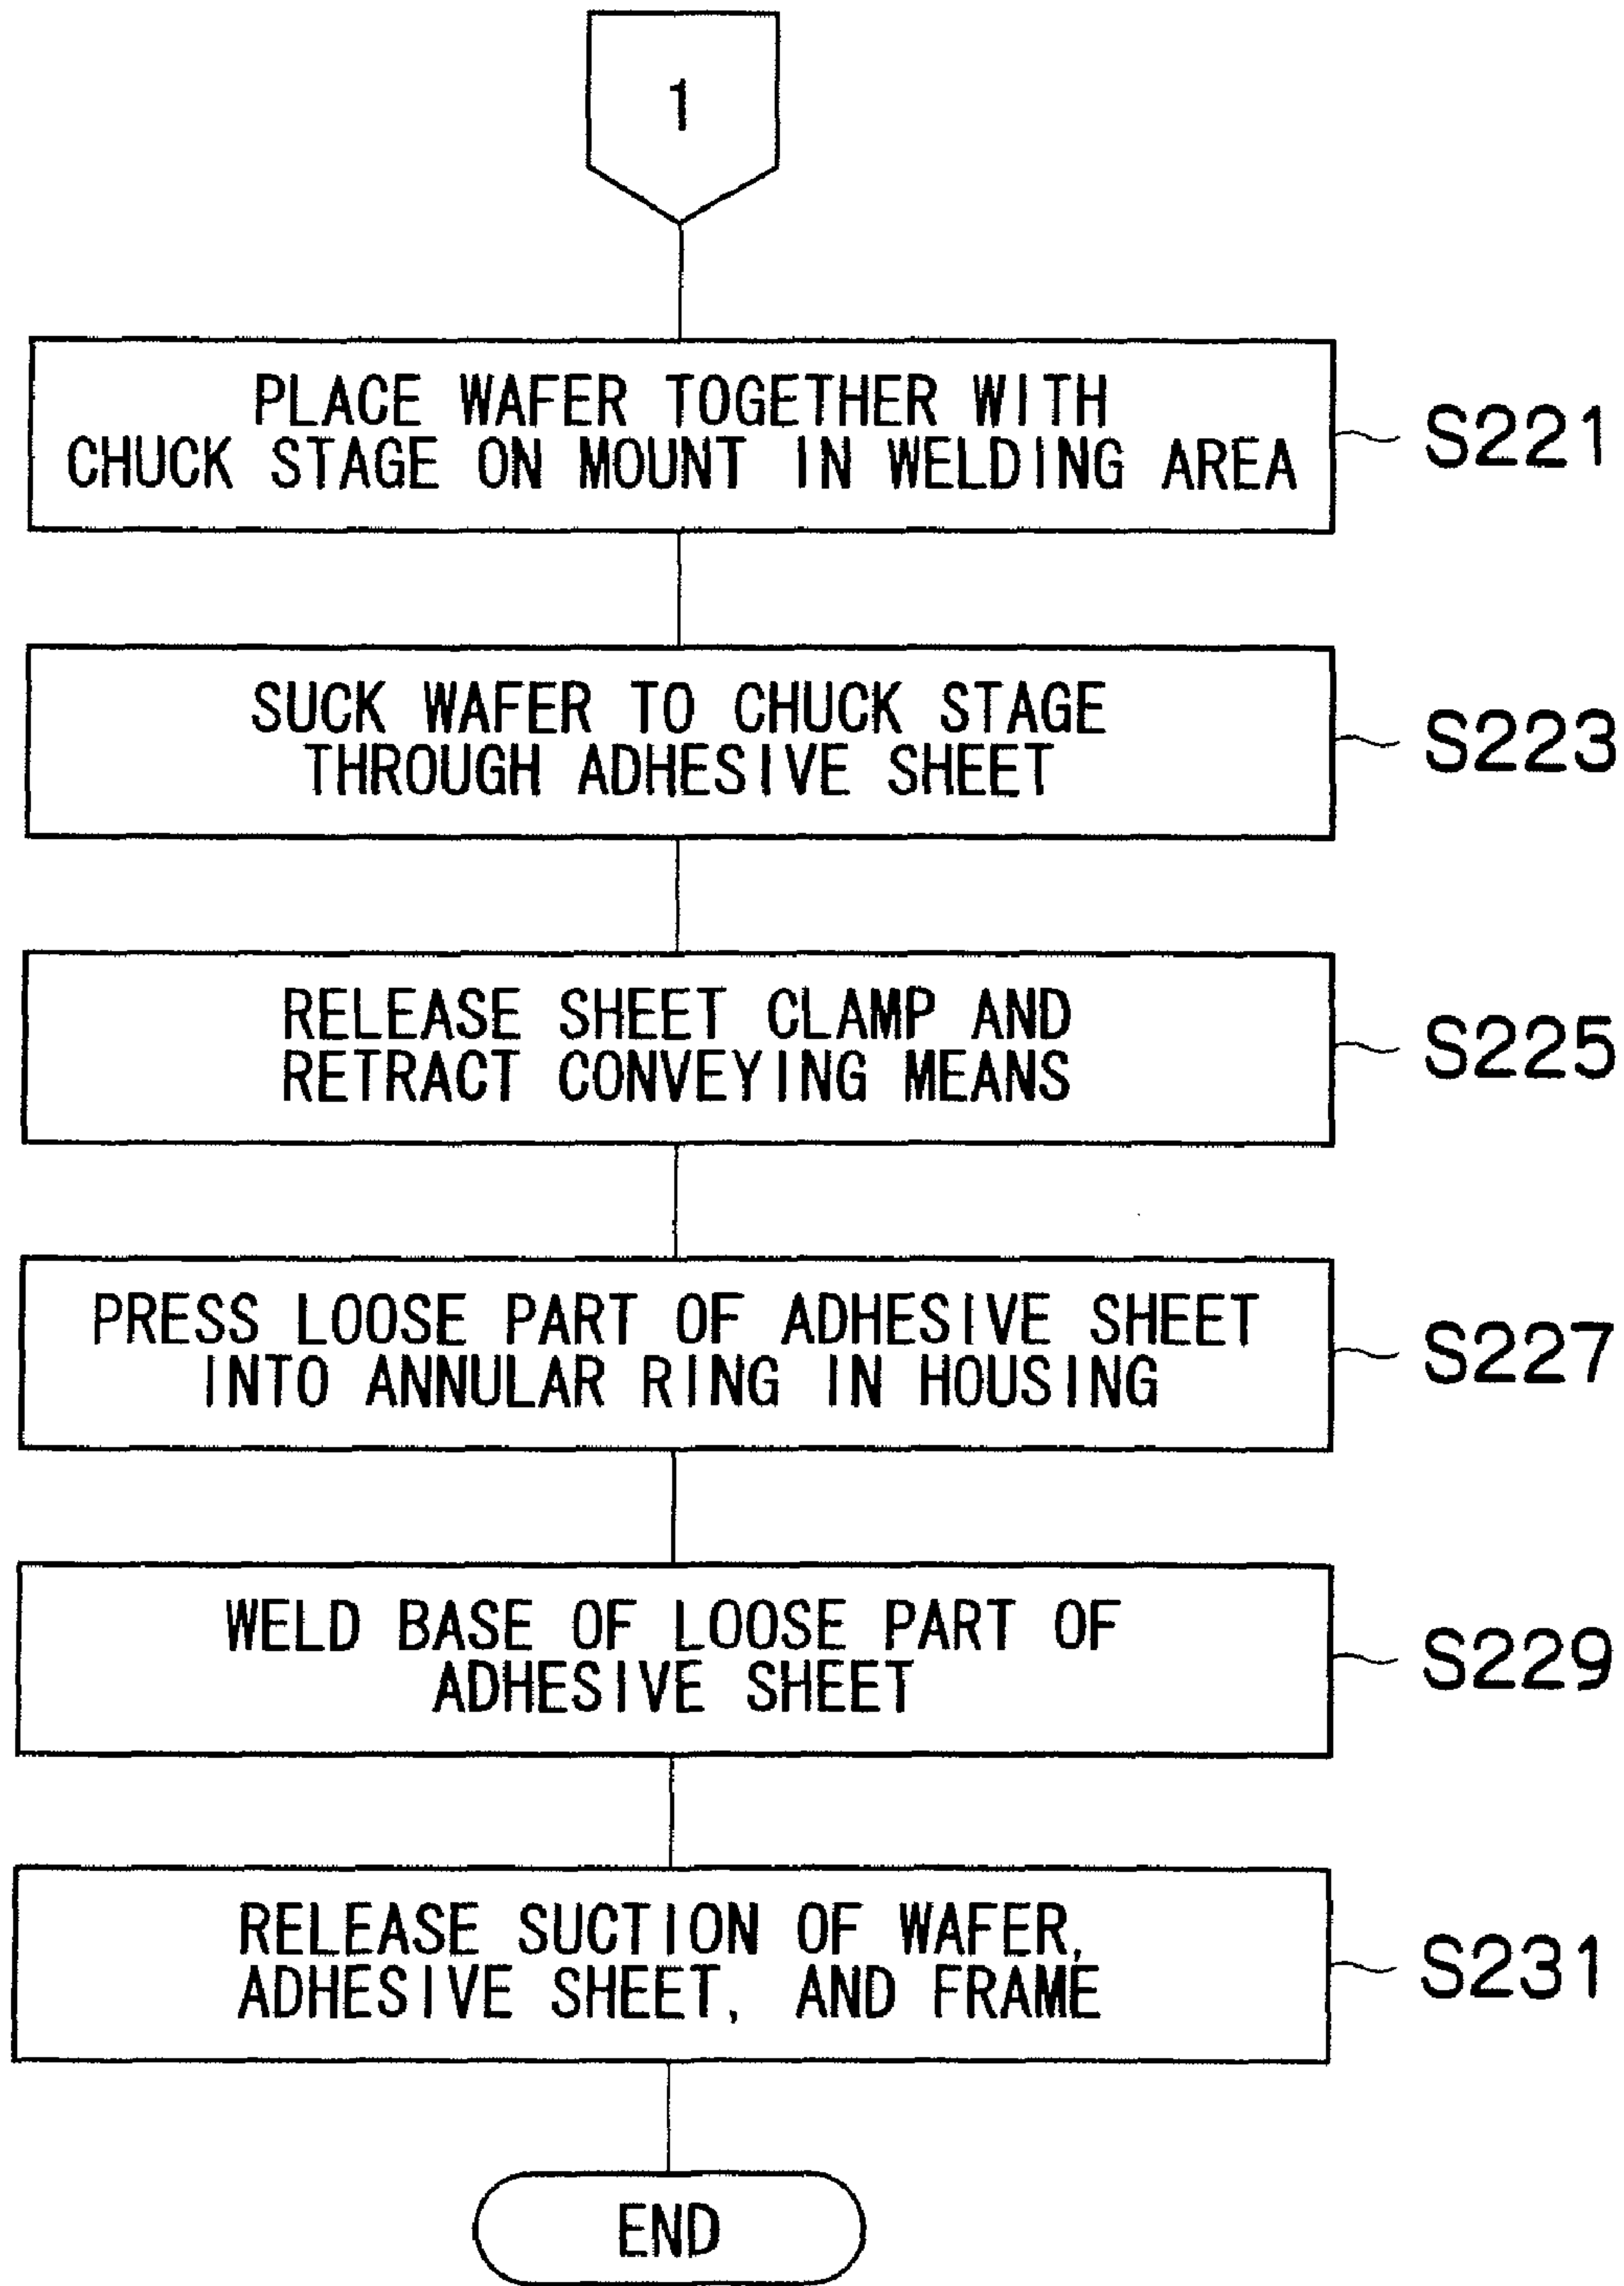 1
PLACE WAFER TOGETHER WITH
CHUCK STAGE ON MOUNT IN WELDING AREA
S221
SUCK WAFER TO CHUCK STAGE
THROUGH ADHESIVE SHEET
S223
RELEASE SHEET CLAMP AND
RETRACT CONVEYING MEANS
S225
PRESS LOOSE PART OF ADHESIVE SHEET
INTO ANNULAR RING IN HOUSING
S227
WELD BASE OF LOOSE PART OF
ADHESIVE SHEET
S229
RELEASE SUCTION OF WAFER,
ADHESIVE SHEET, AND FRAME
S231
END